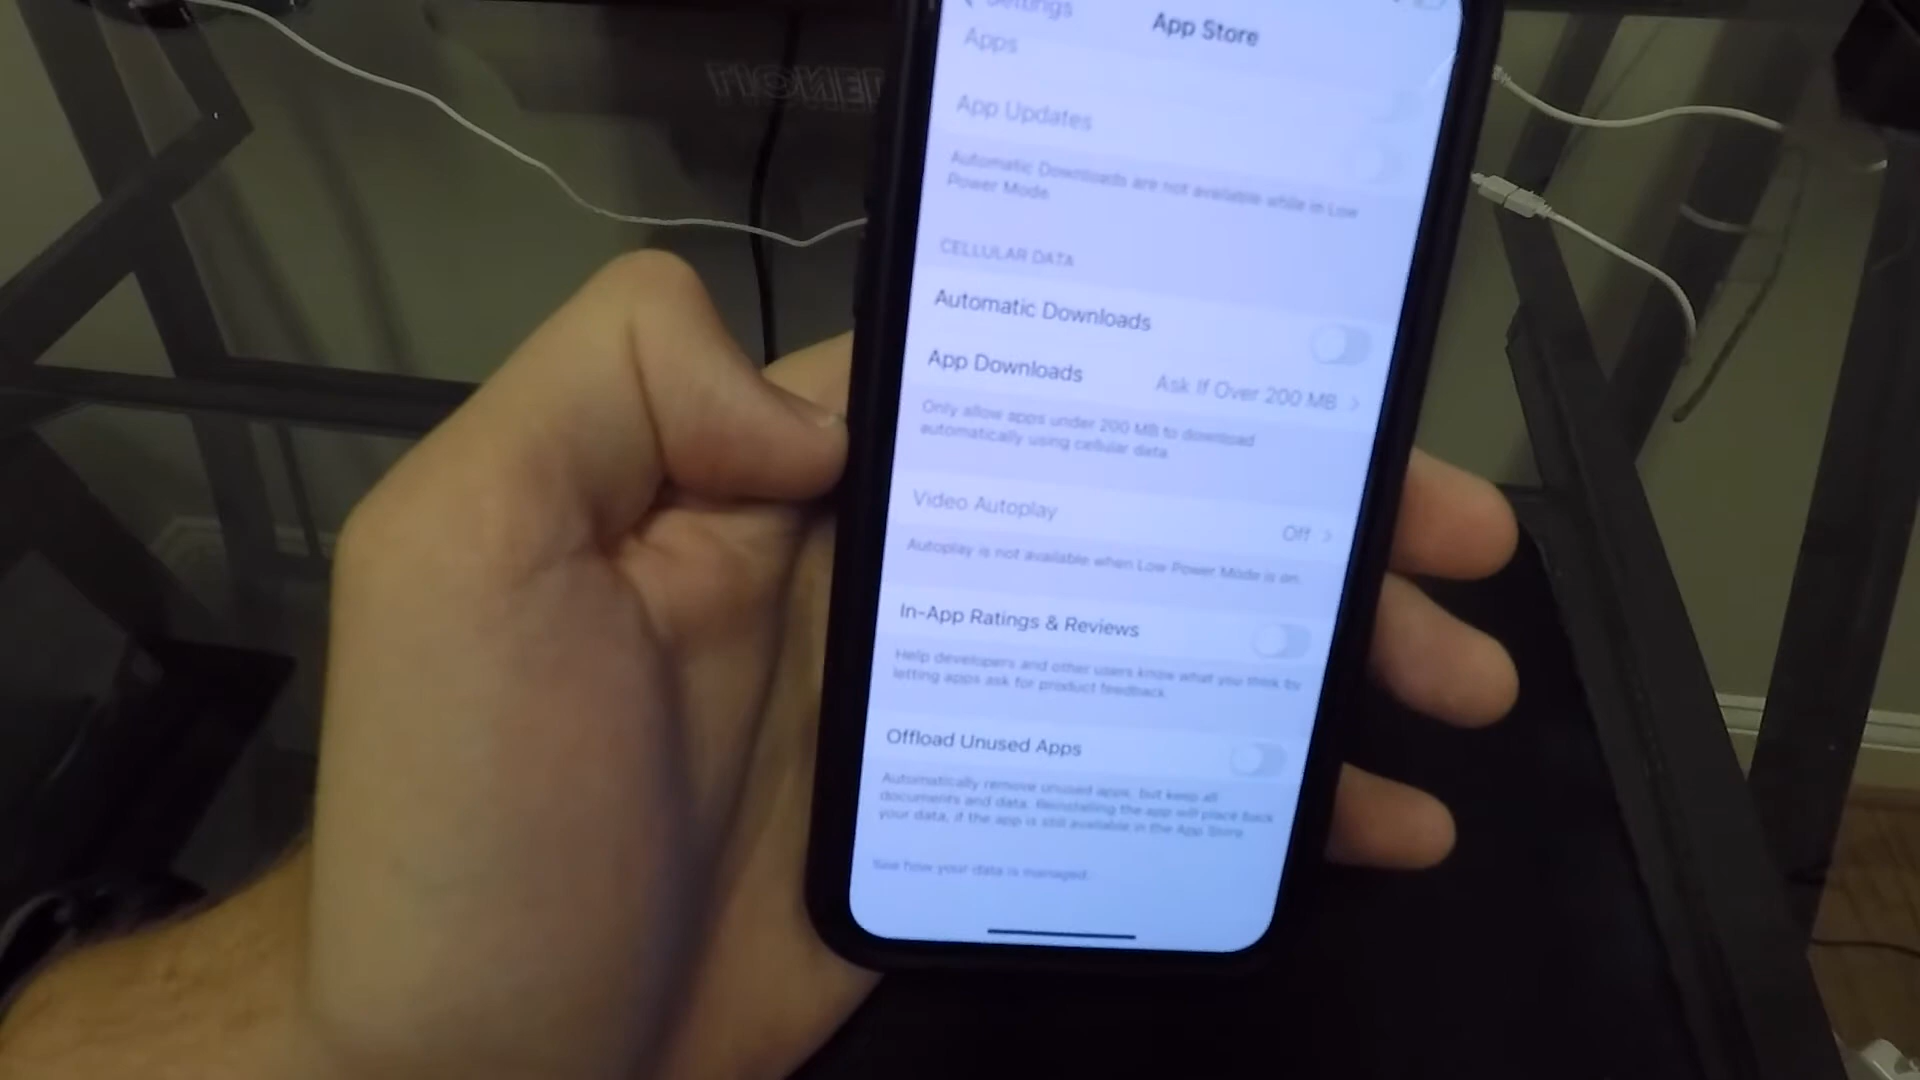 Settings
App Store
Apps
App Updates
Automatic Downloads are not available while in Low
Power Mode.
CELLULAR DATA
Automatic Downloads
App Downloads
Ask If Over 200 MB
Only allow apps under 200 MB to download
automatically using cellular data.
Video Autoplay
Off
Autoplay is not available when Low Power Mode is on.
In-App Ratings & Reviews
Help developers and other users know what you think by
letting apps ask for product feedback.
Offload Unused Apps
Automatically remove unused apps, but keep all
documents and data. Reinstalling the app will place back
your data, if the app is still available in the App Store.
See how your data is managed.